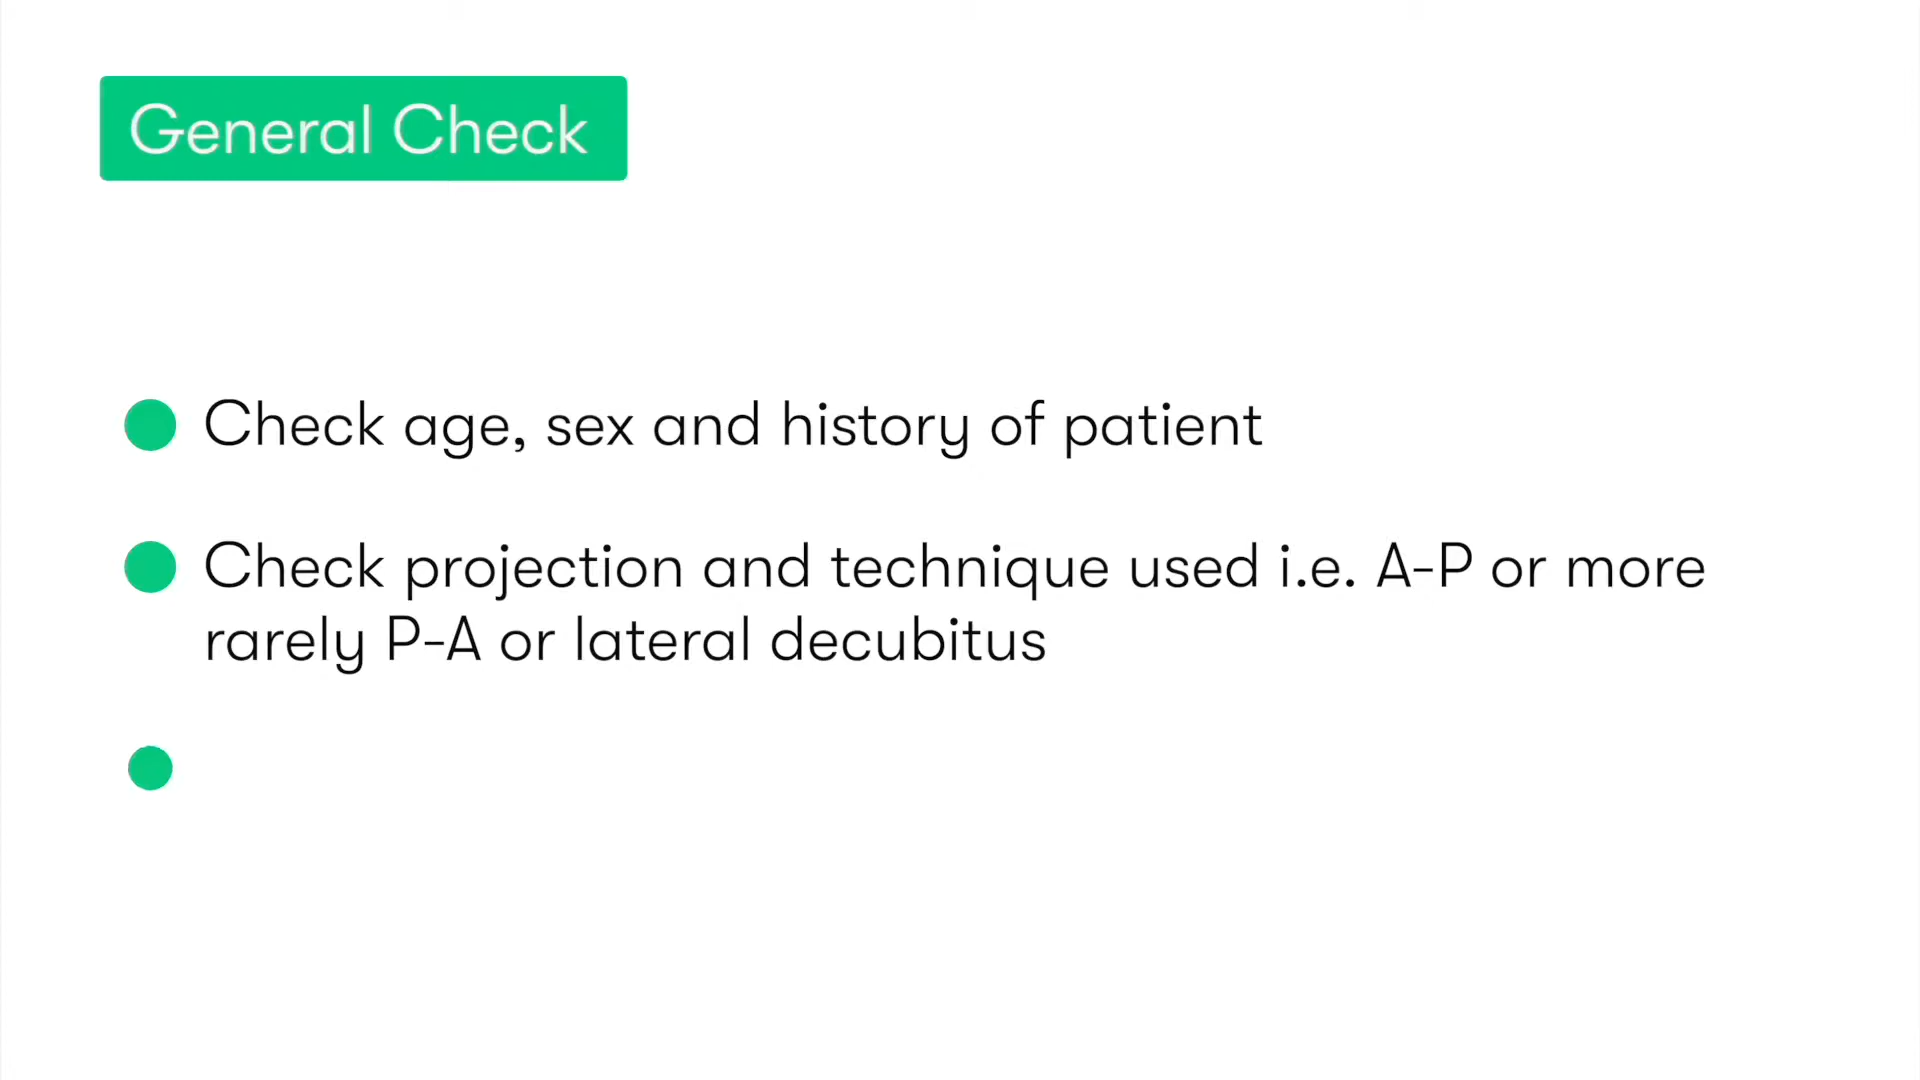 General Check
Check age, sex and history of patient
Check projection and technique used i.e. A-P or more
rarely P-A or lateral decubitus